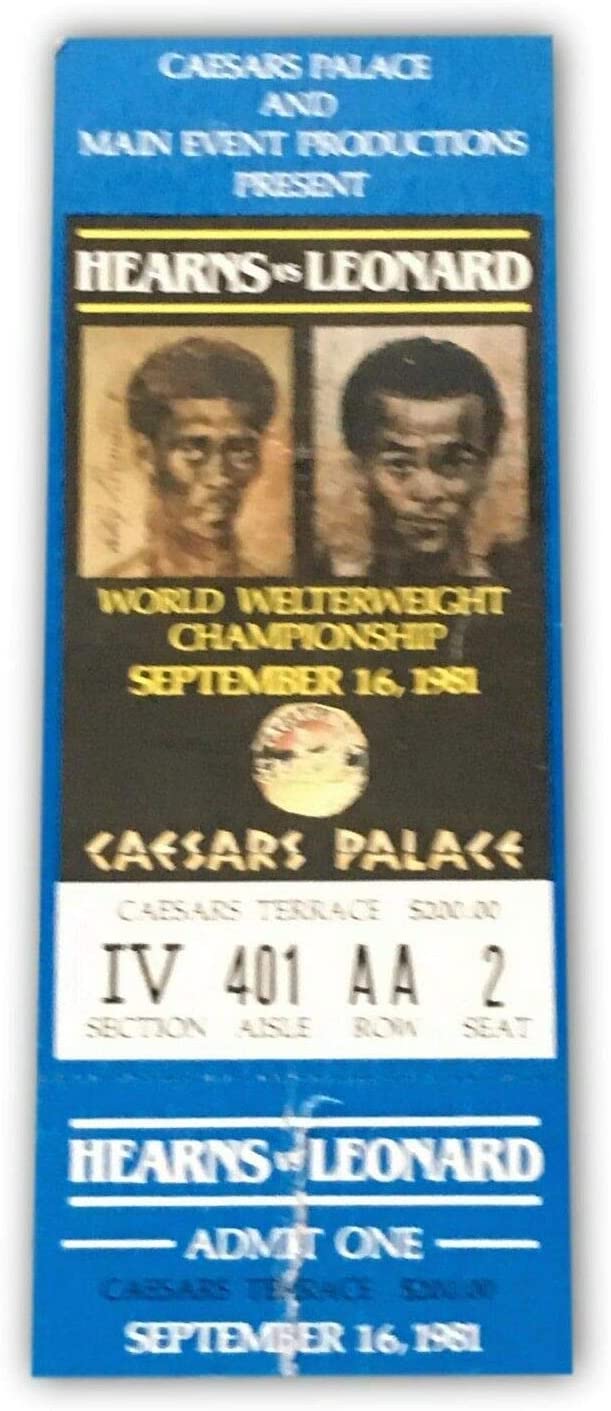 CAESARS PALACE
AND
MAIN EVENT PRODUCTIONS
PRESENT
HEARNS vs LEONARD
WORLD WELTERWEIGHT
CHAMPIONSHIP
SEPTEMBER 16, 1981
CAESARS PALACE
CAESARS TERRACE $200.00
IV 401 AA 2
SECTION AISLE ROW SEAT
HEARNS vs LEONARD
ADMIT ONE
CAESARS TERRACE $200.00
SEPTEMBER 16, 1981